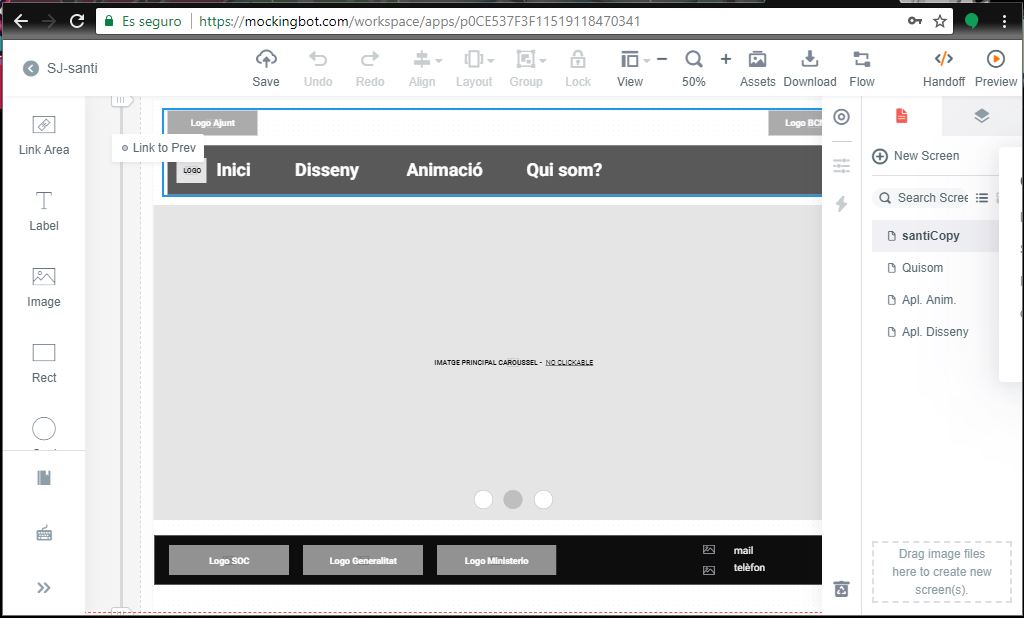 Es seguro
https://mockingbot.com/workspace/apps/p0CE537F3F11519118470341
SJ-santi
Save
Undo
Redo
Align
Layout
Group
Lock
View
50%
Assets
Download
Flow
Handoff
Preview
Link Area
Label
Image
Rect
Link to Prev
Logo Ajunt
Logo BC
LOGO
Inici
Disseny
Animació
Qui som?
IMATGE PRINCIPAL CAROUSSEL - NO CLICKABLE
Logo SOC
Logo Generalitat
Logo Ministerio
mail
telèfon
New Screen
Search Scree
santiCopy
Quisom
Apl. Anim.
Apl. Disseny
Drag image files
here to create new
screen(s).